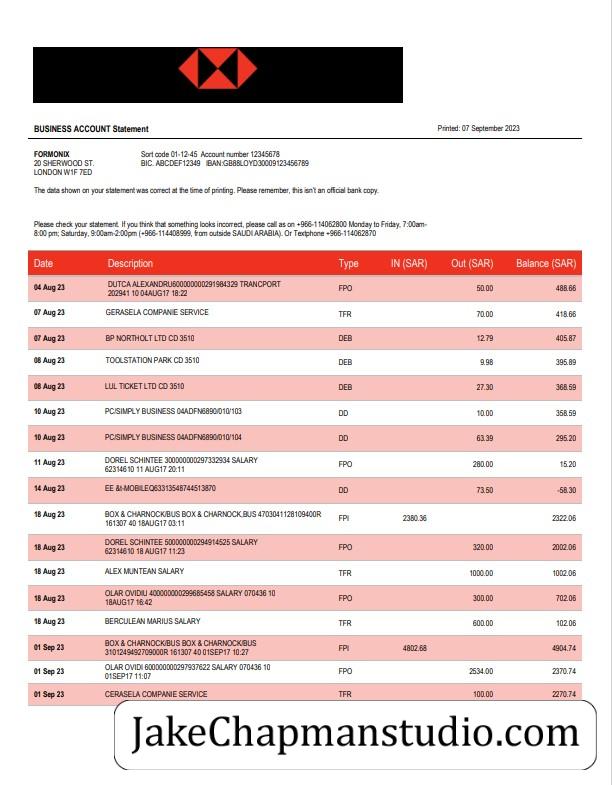 BUSINESS ACCOUNT Statement Printed: 07 September 2023
FORMONIX Sort code 01-12-45 Account number 12345678
20 SHERWOOD ST. BIC. ABCDEF12349 IBAN:GB88LOYD30009123456789
LONDON W1F 7ED
The data shown on your statement was correct at the time of printing. Please remember, this isn't an official bank copy.
Please check your statement. If you think that something looks incorrect, please call as on +966-114062800 Monday to Friday, 7:00am-
8:00 pm; Saturday, 9:00am-2:00pm (+966-114408999, from outside SAUDI ARABIA). Or Textphone +966-114062870
Date Description Type IN (SAR) Out (SAR) Balance (SAR)
04 Aug 23 DUTCA ALEXANDRU600000000291984329 TRANCPORT FPO 50.00 488.66
202941 10 04AUG17 18:22
07 Aug 23 GERASELA COMPANIE SERVICE TFR 70.00 418.66
07 Aug 23 BP NORTHOLT LTD CD 3510 DEB 12.79 405.87
08 Aug 23 TOOLSTATION PARK CD 3510 DEB 9.98 395.89
08 Aug 23 LUL TICKET LTD CD 3510 DEB 27.30 368.59
10 Aug 23 PC/SIMPLY BUSINESS 04ADFN6890/010/103 DD 10.00 358.59
10 Aug 23 PC/SIMPLY BUSINESS 04ADFN6890/010/104 DD 63.39 295.20
11 Aug 23 DOREL SCHINTEE 300000000297332934 SALARY FPO 280.00 15.20
62314610 11 AUG17 20:11
14 Aug 23 EE &t-MOBILEQ63313548744513870 DD 73.50 -58.30
18 Aug 23 BOX & CHARNOCK/BUS BOX & CHARNOCK.BUS 4703041128109400R FPI 2380.36 2322.06
161307 40 18AUG17 03:11
18 Aug 23 DOREL SCHINTEE 500000000294914525 SALARY FPO 320.00 2002.06
62314610 18 AUG17 11:23
18 Aug 23 ALEX MUNTEAN SALARY TFR 1000.00 1002.06
18 Aug 23 OLAR OVIDIU 400000000299685458 SALARY 070436 10 FPO 300.00 702.06
18AUG17 16:42
18 Aug 23 BERCULEAN MARIUS SALARY TFR 600.00 102.06
01 Sep 23 BOX & CHARNOCK/BUS BOX & CHARNOCK/BUS FPI 4802.68 4904.74
3101249492709000R 161307 40 01SEP17 10:27
01 Sep 23 OLAR OVIDI 600000000297937622 SALARY 070436 10 FPO 2534.00 2370.74
01SEP17 11:07
01 Sep 23 CERASELA COMPANIE SERVICE TFR 100.00 2270.74
JakeChapmanstudio.com